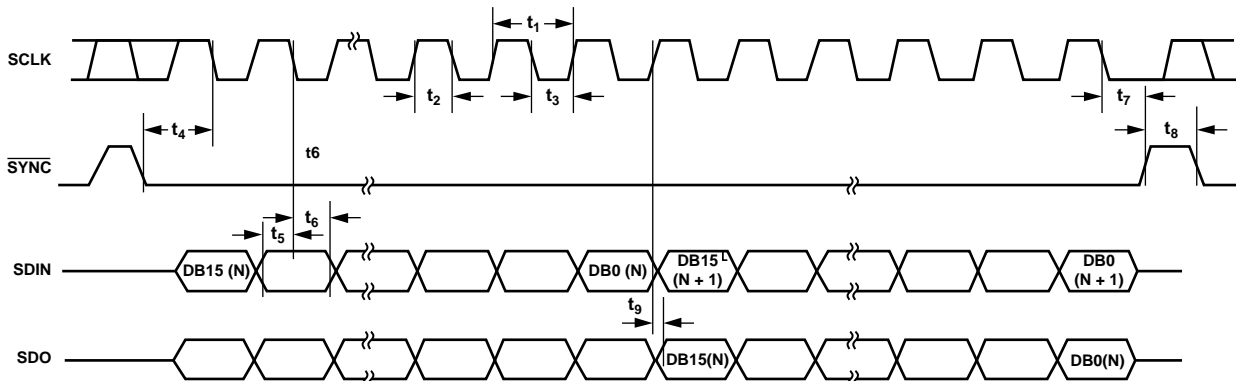 t1
SCLK
t2
t3
t7
t4
t8
t6
SYNC
t6
t5
SDIN
DB15 (N)
DB0 (N)
DB15
(N + 1)
DB0
(N + 1)
t9
SDO
DB15(N)
DB0(N)